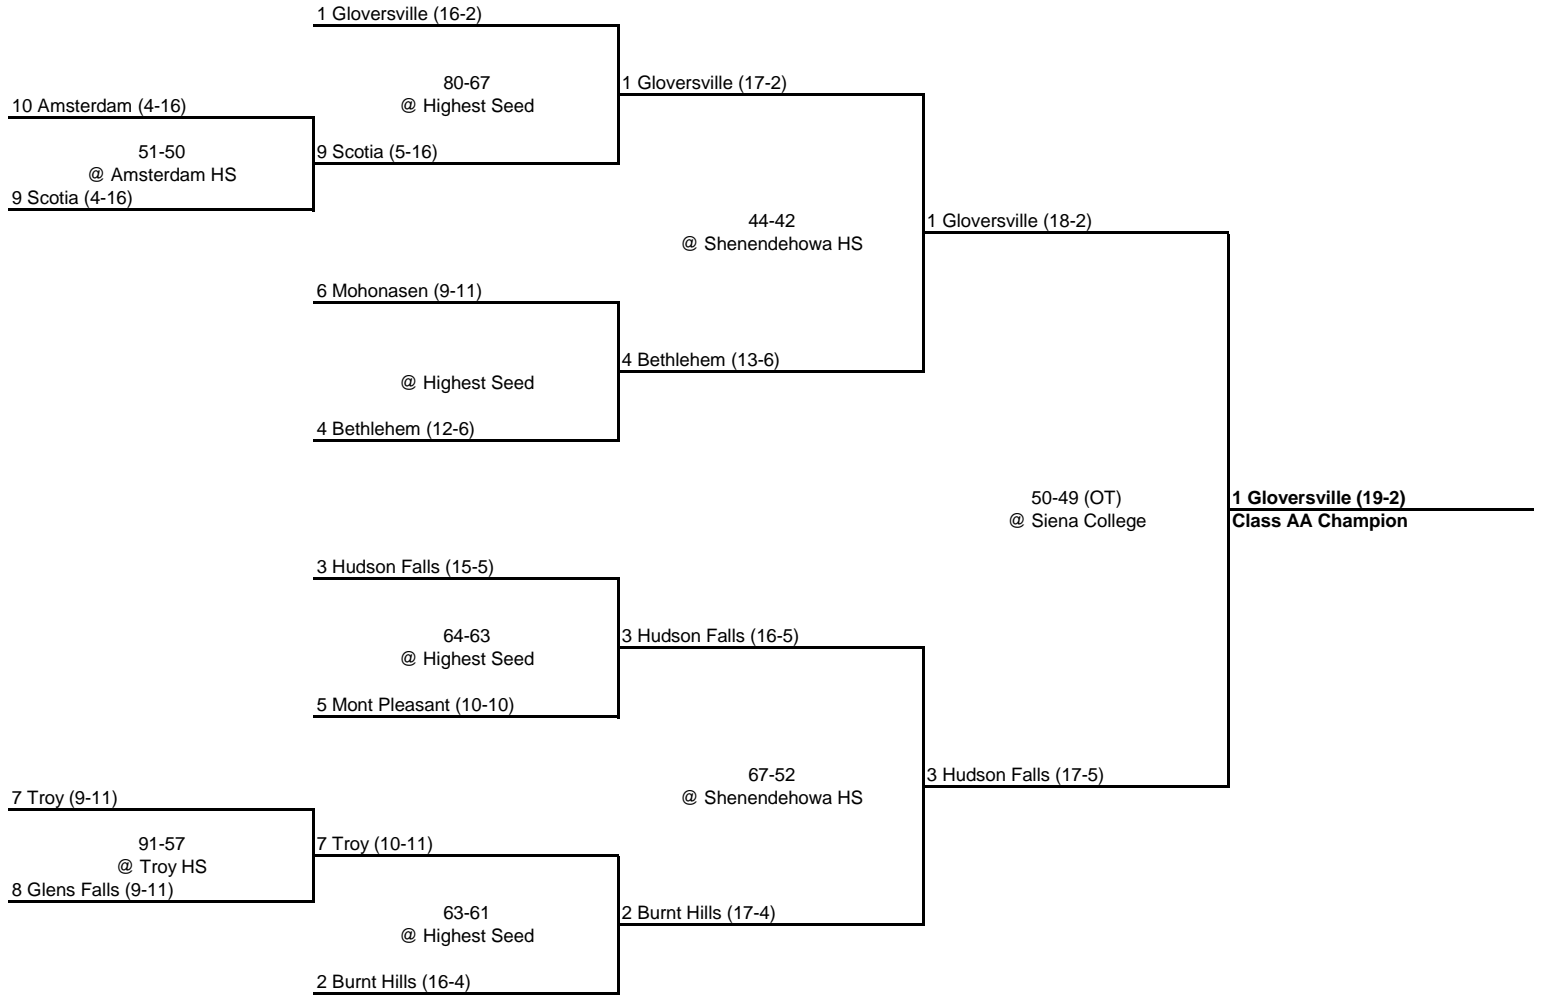 1 Gloversville (16-2)
80-67
@ Highest Seed
1 Gloversville (17-2)
10 Amsterdam (4-16)
51-50
@ Amsterdam HS
9 Scotia (5-16)
9 Scotia (4-16)
44-42
@ Shenendehowa HS
1 Gloversville (18-2)
6 Mohonasen (9-11)
@ Highest Seed
4 Bethlehem (13-6)
4 Bethlehem (12-6)
50-49 (OT)
@ Siena College
1 Gloversville (19-2)
Class AA Champion
3 Hudson Falls (15-5)
64-63
@ Highest Seed
3 Hudson Falls (16-5)
5 Mont Pleasant (10-10)
67-52
@ Shenendehowa HS
3 Hudson Falls (17-5)
7 Troy (9-11)
91-57
@ Troy HS
7 Troy (10-11)
8 Glens Falls (9-11)
63-61
@ Highest Seed
2 Burnt Hills (17-4)
2 Burnt Hills (16-4)